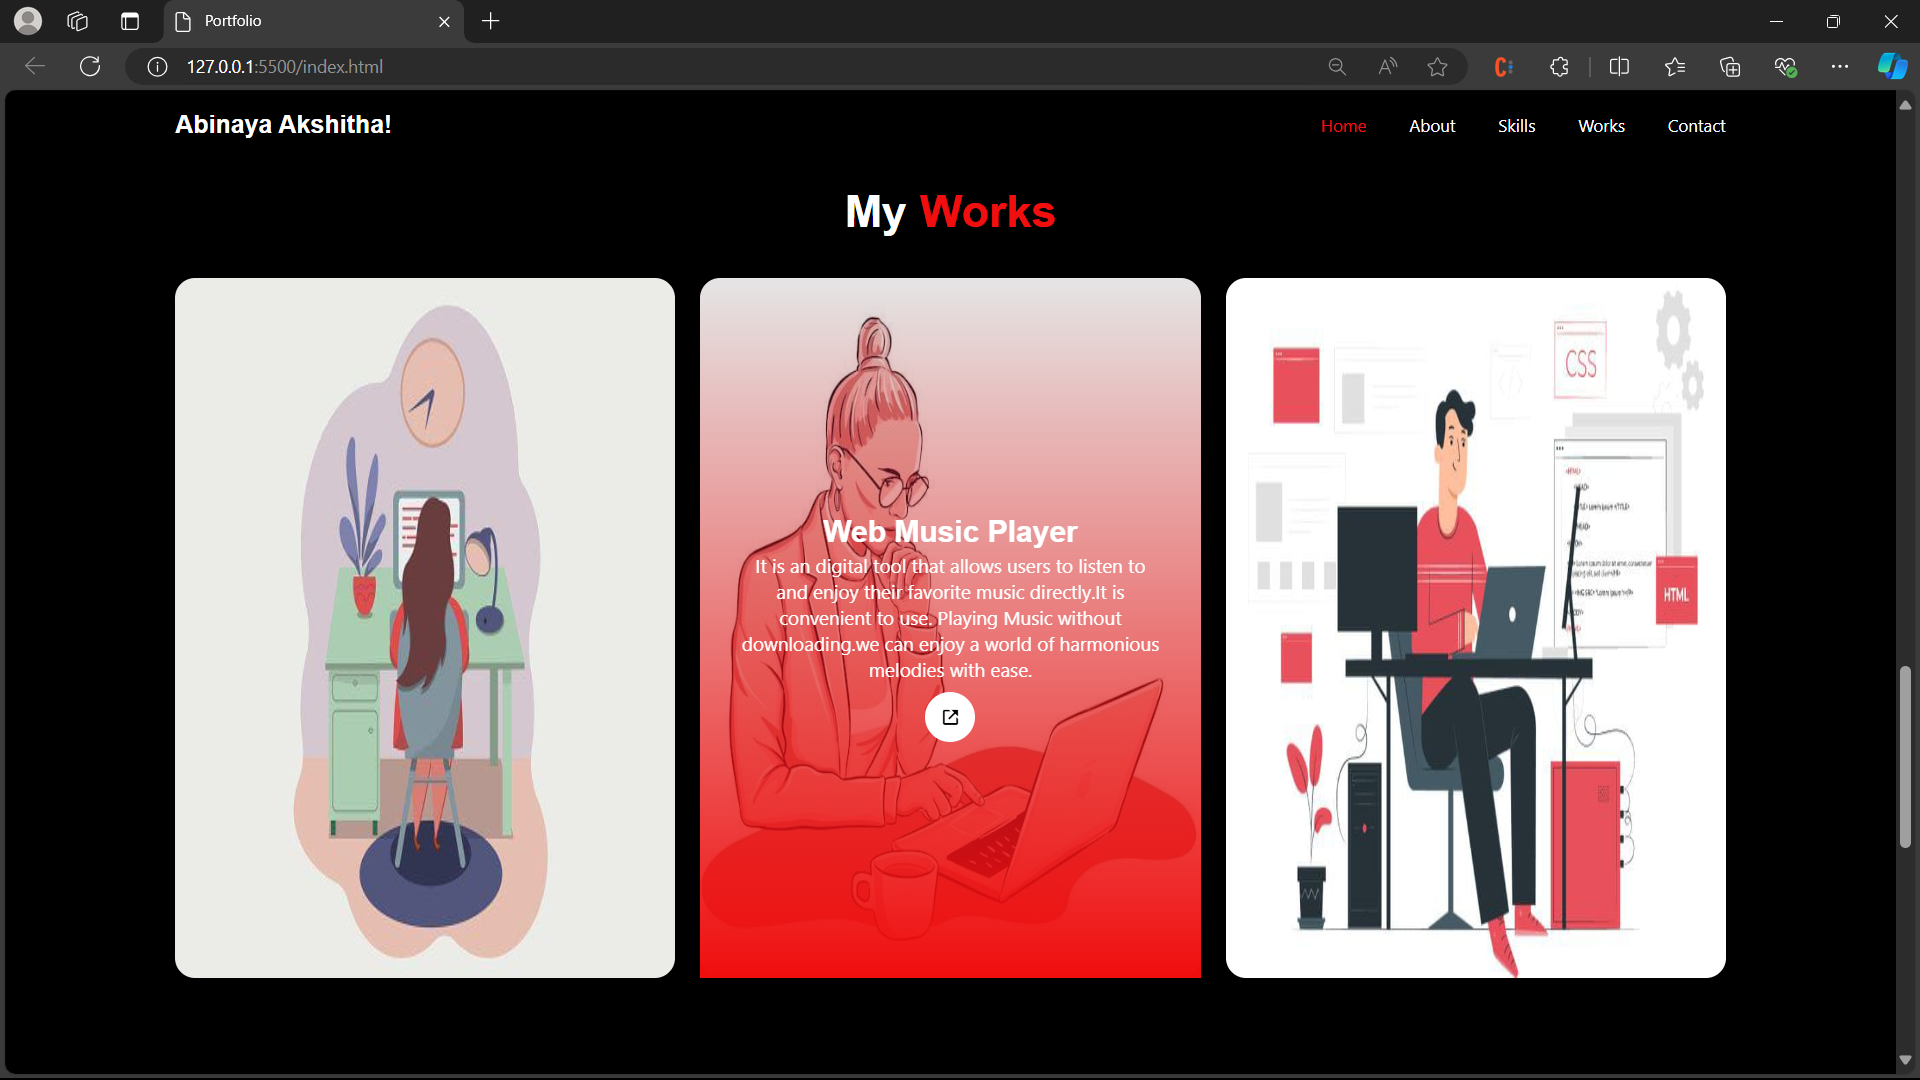 Portfolio
127.0.0.1:5500/index.html
Abinaya Akshitha!
Home About Skills Works Contact
My Works
CSS
HTML
Web Music Player
It is an digital tool that allows users to listen to
and enjoy their favorite music directly.It is
convenient to use. Playing Music without
downloading.we can enjoy a world of harmonious
melodies with ease.